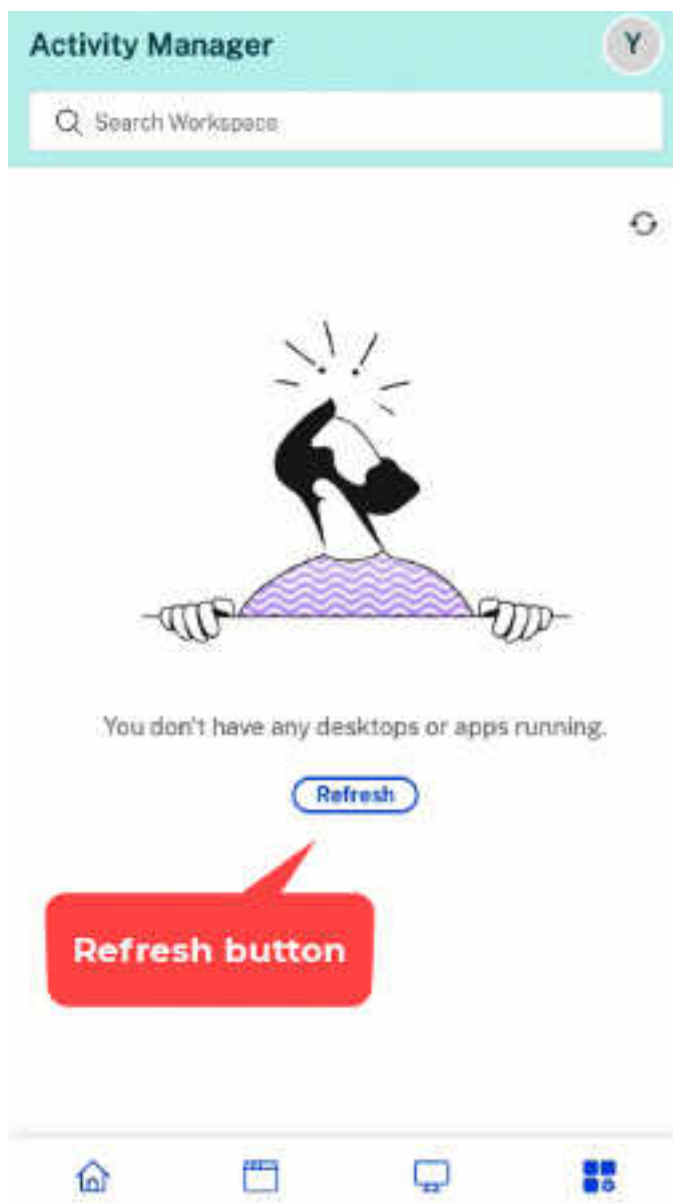 Activity Manager
Y
Search Workspace
You don't have any desktops or apps running.
Refresh
Refresh button